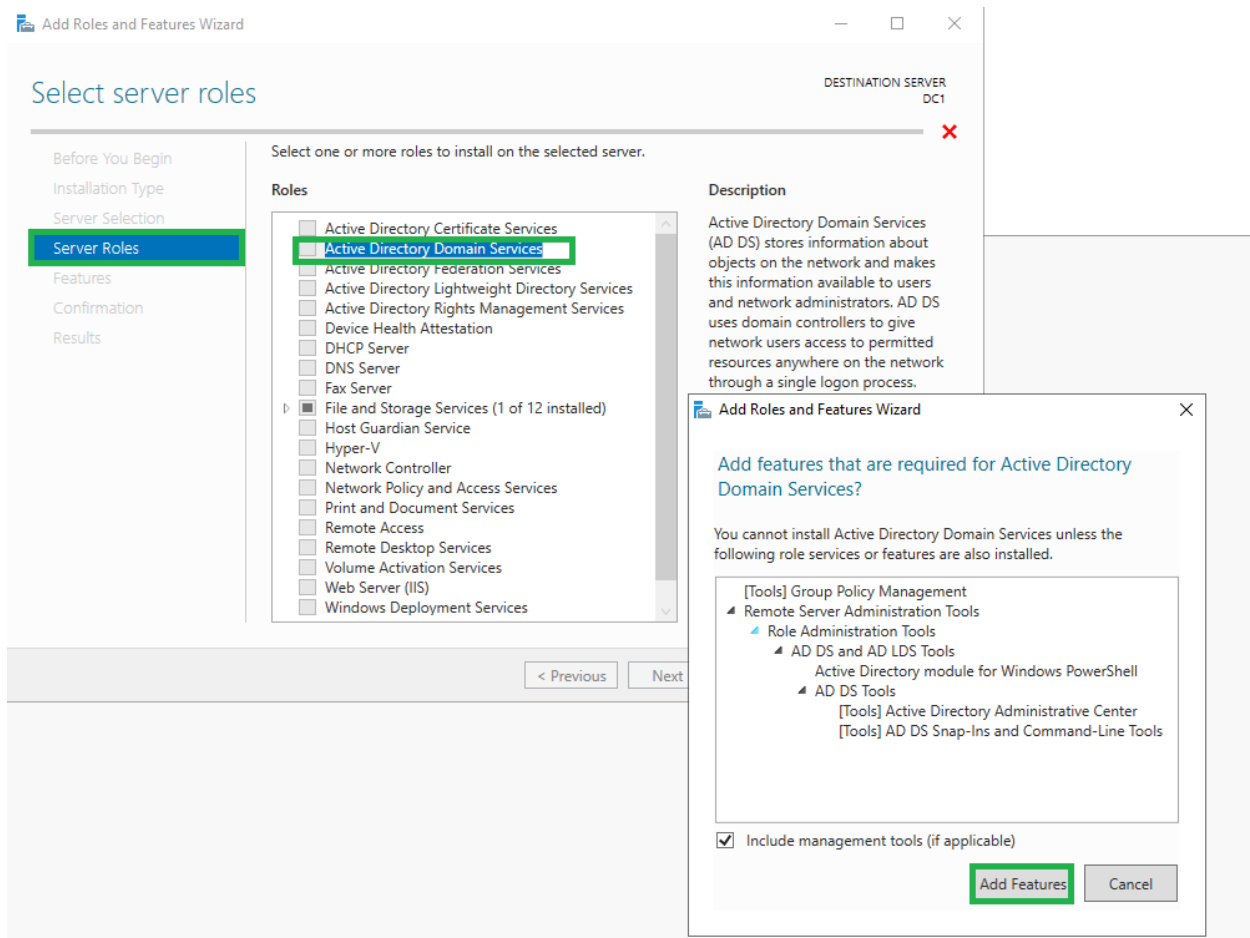 Add Roles and Features Wizard
Select server roles
DESTINATION SERVER
DC1
Before You Begin
Installation Type
Server Selection
Server Roles
Features
Confirmation
Results
Select one or more roles to install on the selected server.
Roles
Active Directory Certificate Services
Active Directory Domain Services
Active Directory Federation Services
Active Directory Lightweight Directory Services
Active Directory Rights Management Services
Device Health Attestation
DHCP Server
DNS Server
Fax Server
File and Storage Services (1 of 12 installed)
Host Guardian Service
Hyper-V
Network Controller
Network Policy and Access Services
Print and Document Services
Remote Access
Remote Desktop Services
Volume Activation Services
Web Server (IIS)
Windows Deployment Services
Description
Active Directory Domain Services
(AD DS) stores information about
objects on the network and makes
this information available to users
and network administrators. AD DS
uses domain controllers to give
network users access to permitted
resources anywhere on the network
through a single logon process.
< Previous
Next
Add Roles and Features Wizard
Add features that are required for Active Directory
Domain Services?
You cannot install Active Directory Domain Services unless the
following role services or features are also installed.
[Tools] Group Policy Management
Remote Server Administration Tools
Role Administration Tools
AD DS and AD LDS Tools
Active Directory module for Windows PowerShell
AD DS Tools
[Tools] Active Directory Administrative Center
[Tools] AD DS Snap-Ins and Command-Line Tools
Include management tools (if applicable)
Add Features
Cancel